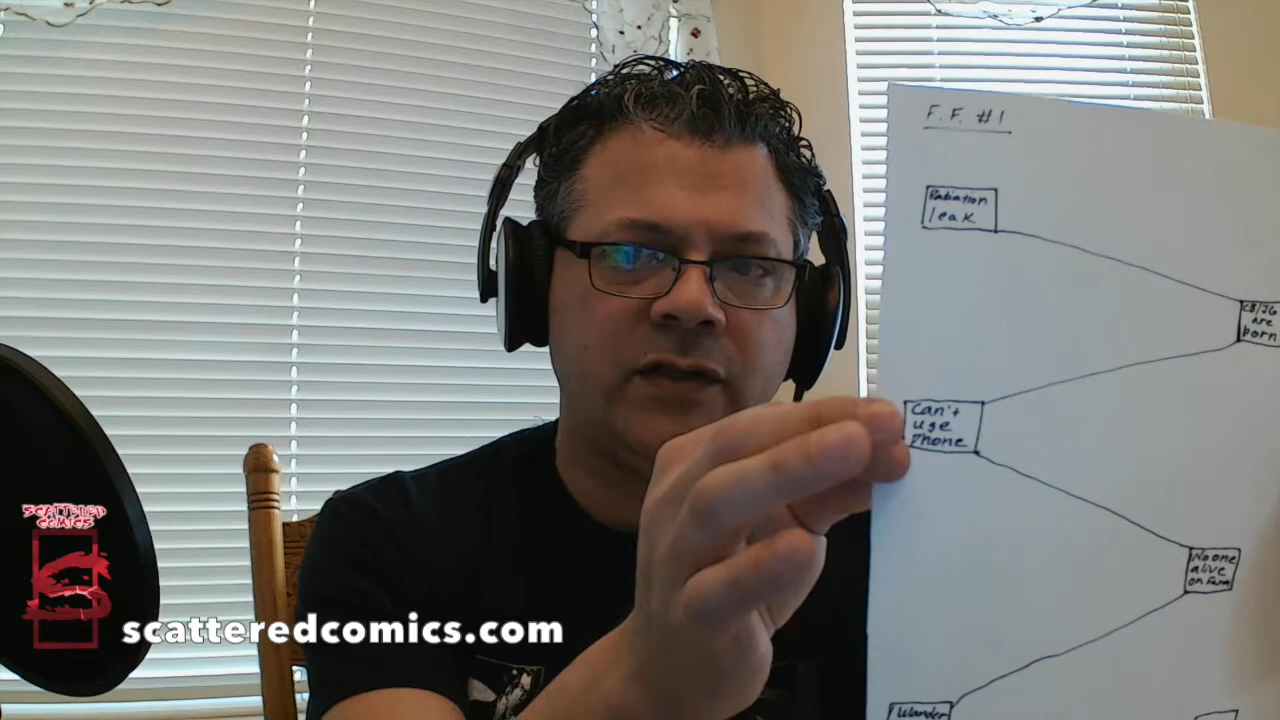 F.F. #1
Radiation
leak
CB/JG
are
born
Can't
use
Phone
No one
alive
on Farm
Wander
SCATTERED
COMICS
scatteredcomics.com